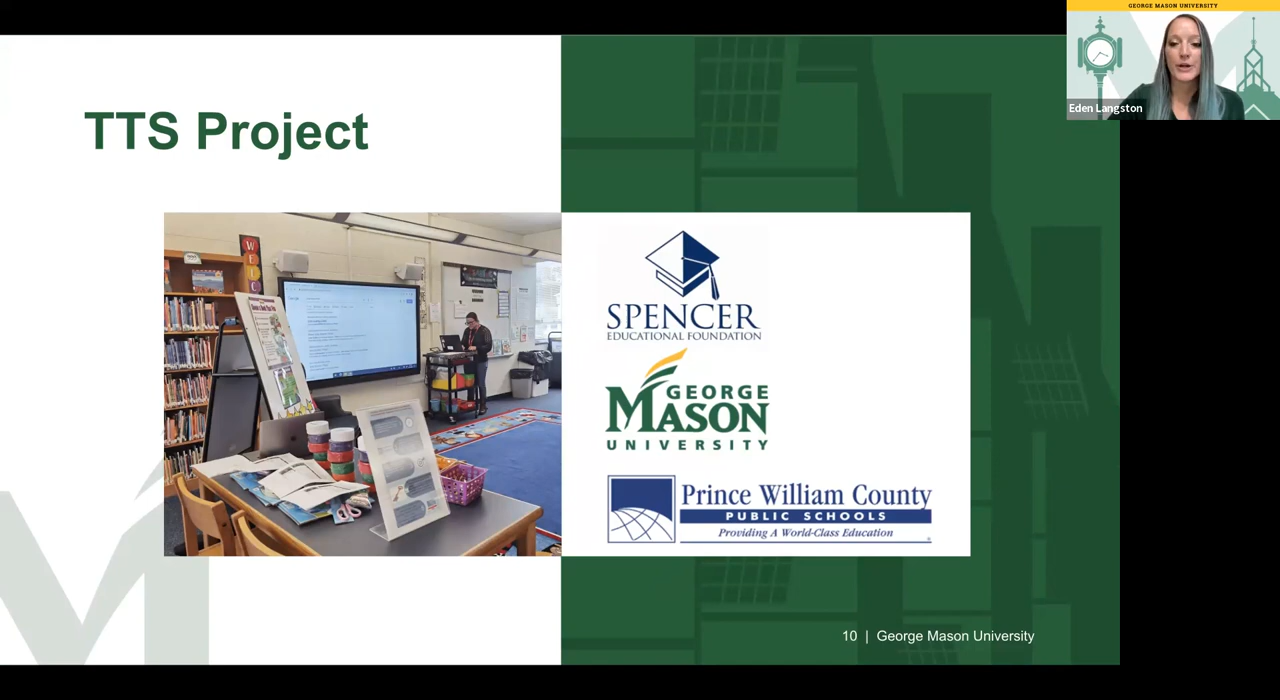 GEORGE MASON UNIVERSITY
Eden Langston
TTS Project
WELC
SPENCER
EDUCATIONAL FOUNDATION
GEORGE
MASON
UNIVERSITY
Prince William County
PUBLIC SCHOOLS
Providing A World-Class Education
10 | George Mason University